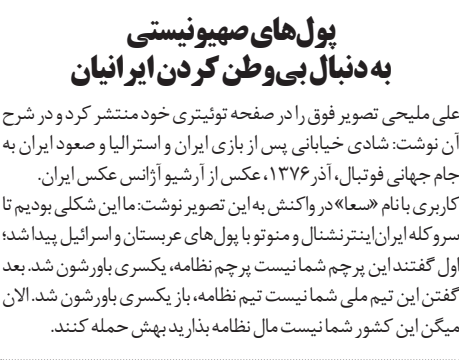 پول‌های صهیونیستی
به دنبال بی‌وطن کردن ایرانیان
علی ملیحی تصویر فوق را در صفحه توئیتری خود منتشر کرد و در شرح
آن نوشت: شادی خیابانی پس از بازی ایران و استرالیا و صعود ایران به
جام جهانی فوتبال، آذر ۱۳۷۶، عکس از آرشیو آژانس عکس ایران.
کاربری با نام «سعا» در واکنش به این تصویر نوشت: ما این شکلی بودیم تا
سر و کله ایران‌اینترنشنال و منوتو با پول‌های عربستان و اسرائیل پیدا شد؛
اول گفتند این پرچم شما نیست پرچم نظامه، یکسری باورشون شد. بعد
گفتن این تیم ملی شما نیست تیم نظامه، باز یکسری باورشون شد. الان
میگن این کشور شما نیست مال نظامه بذارید بهش حمله کنند.